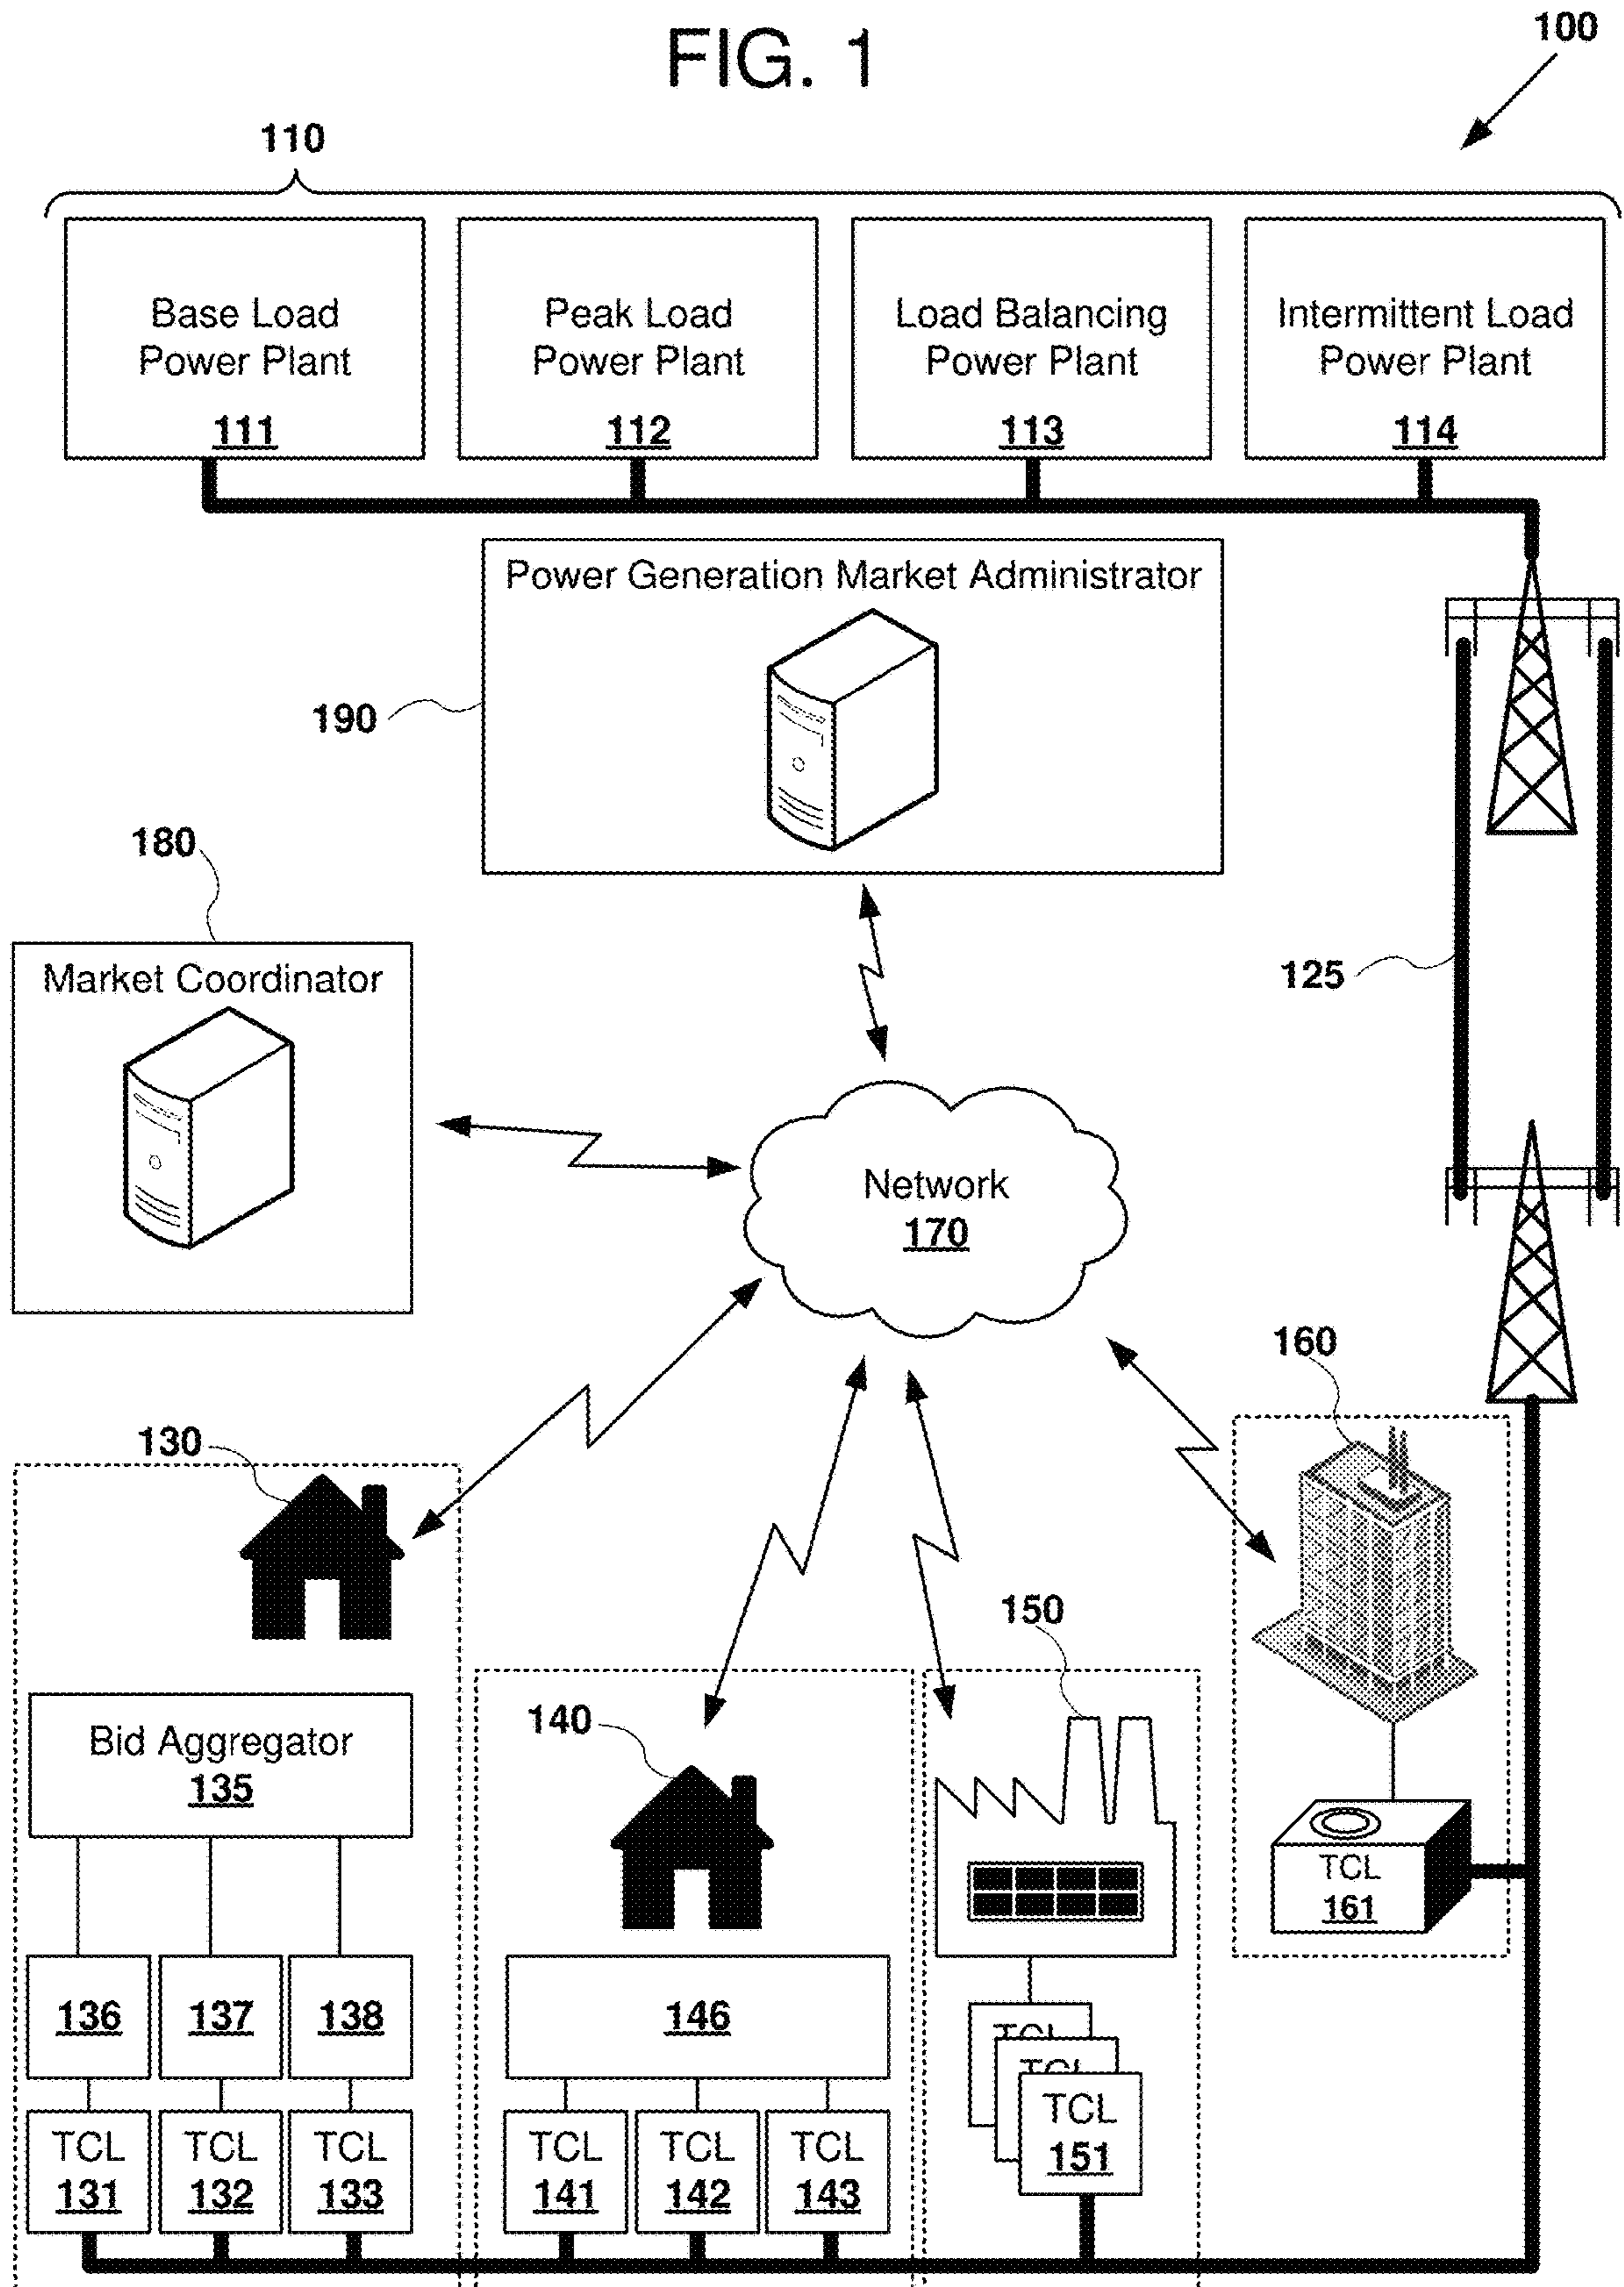 FIG. 1
100
110
Base Load
Power Plant
111
Peak Load
Power Plant
112
Load Balancing
Power Plant
113
Intermittent Load
Power Plant
114
Power Generation Market Administrator
190
180
Market Coordinator
125
Network
170
160
130
150
140
Bid Aggregator
135
TCL
161
136
137
138
146
TCL
TCL
TCL
151
TCL
131
TCL
132
TCL
133
TCL
141
TCL
142
TCL
143